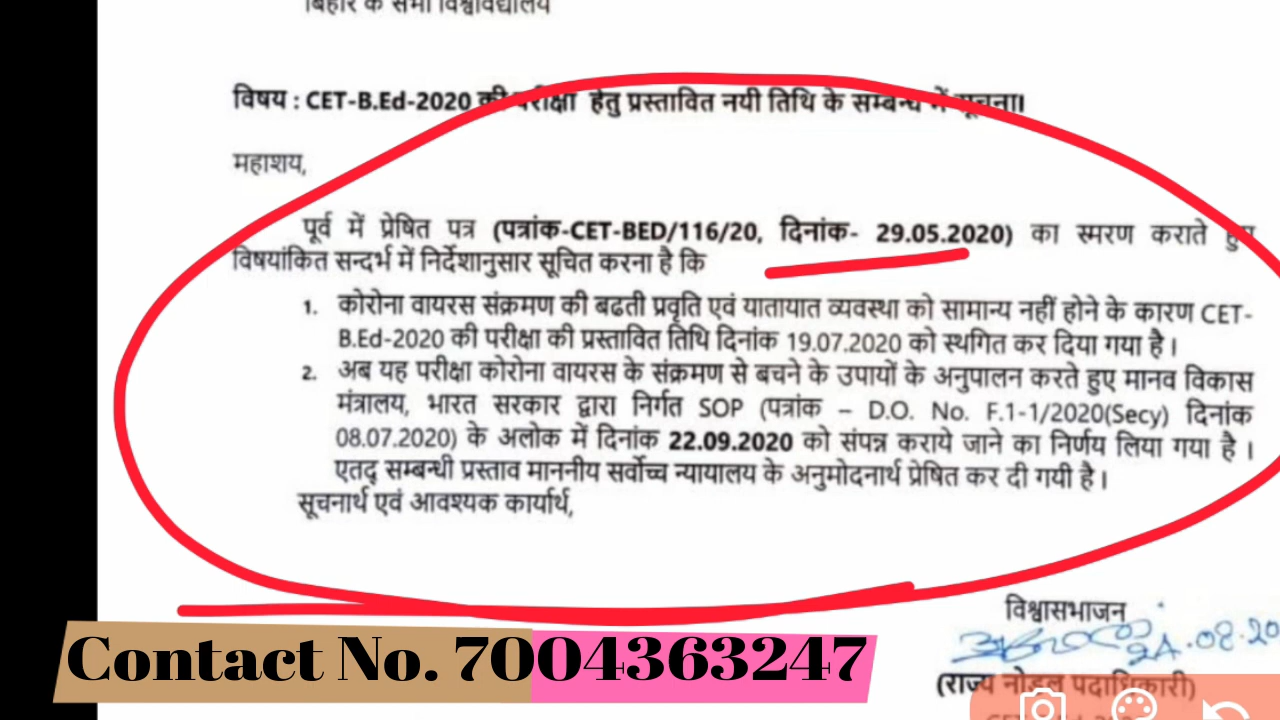 बिहार के सभी विश्वविद्यालय
विषय : CET-B.Ed-2020 की परीक्षा हेतु प्रस्तावित नयी तिथि के सम्बन्ध में सूचना।
महाशय,
पूर्व में प्रेषित पत्र (पत्रांक-CET-BED/116/20, दिनांक- 29.05.2020) का स्मरण कराते हुए
विषयांकित सन्दर्भ में निर्देशानुसार सूचित करना है कि
1. कोरोना वायरस संक्रमण की बढती प्रवृति एवं यातायात व्यवस्था को सामान्य नहीं होने के कारण CET-
B.Ed-2020 की परीक्षा की प्रस्तावित तिथि दिनांक 19.07.2020 को स्थगित कर दिया गया है।
2. अब यह परीक्षा कोरोना वायरस के संक्रमण से बचने के उपायों के अनुपालन करते हुए मानव विकास
मंत्रालय, भारत सरकार द्वारा निर्गत SOP (पत्रांक – D.O. No. F.1-1/2020(Secy) दिनांक
08.07.2020) के अलोक में दिनांक 22.09.2020 को संपन्न कराये जाने का निर्णय लिया गया है।
एतद् सम्बन्धी प्रस्ताव माननीय सर्वोच्च न्यायालय के अनुमोदनार्थ प्रेषित कर दी गयी है।
सूचनार्थ एवं आवश्यक कार्यार्थ,
विश्वासभाजन
(राज्य नोडल पदाधिकारी)
Contact No. 7004363247